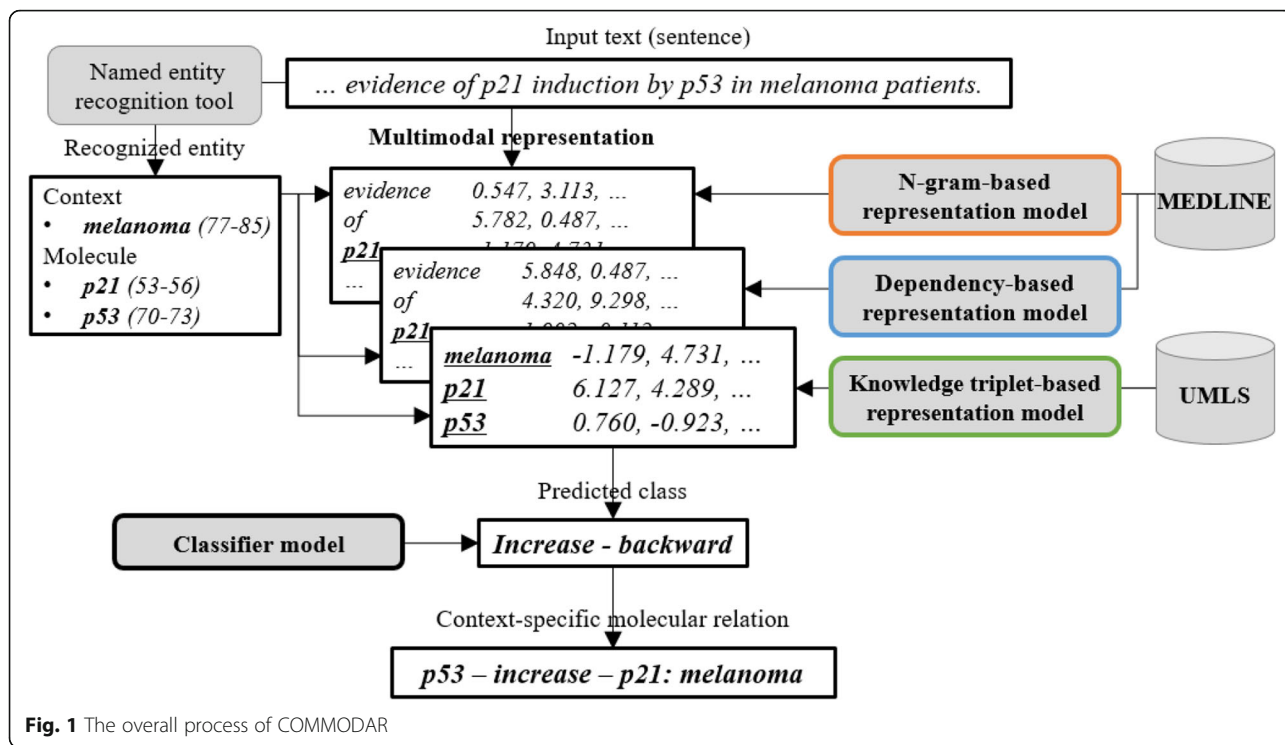 Input text (sentence)
Named entity
recognition tool
... evidence of p21 induction by p53 in melanoma patients.
Recognized entity
Multimodal representation
Context
• melanoma (77-85)
Molecule
• p21 (53-56)
• p53 (70-73)
evidence 0.547, 3.113, ...
of 5.782, 0.487, ...
p21
...
evidence 5.848, 0.487, ...
of 4.320, 9.298, ...
p21
...
melanoma -1.179, 4.731, ...
p21 6.127, 4.289, ...
p53 0.760, -0.923, ...
N-gram-based
representation model
MEDLINE
Dependency-based
representation model
Knowledge triplet-based
representation model
UMLS
Predicted class
Classifier model
Increase - backward
Context-specific molecular relation
p53 – increase – p21: melanoma
Fig. 1 The overall process of COMMODAR